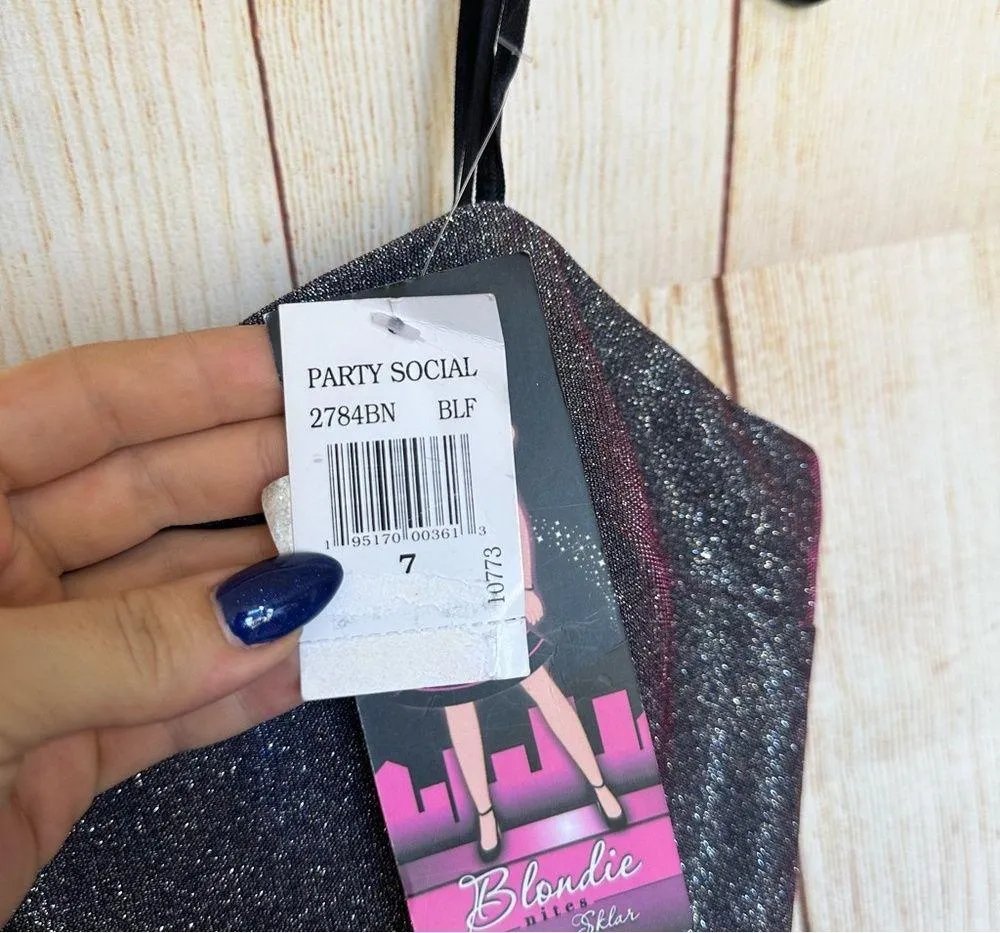 PARTY SOCIAL
2784BN BLF
1 95170 00361 3
7
10773
Blondie
nites
Sklar